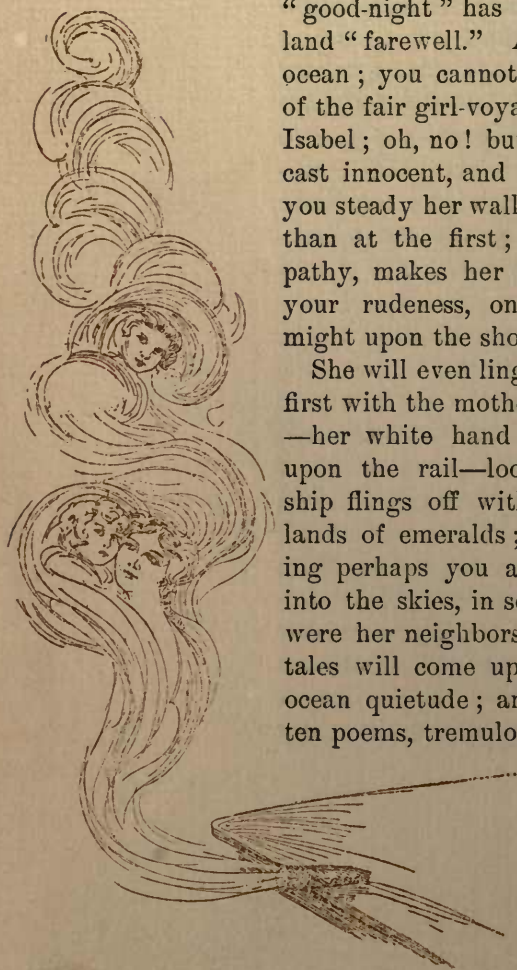 “ good-night ” has
land “ farewell.”
ocean ; you cannot
of the fair girl-voya
Isabel ; oh, no ! bu
cast innocent, and
you steady her wall
than at the first ;
pathy, makes her
your rudeness, on
might upon the sho
She will even ling
first with the moth
—her white hand
upon the rail—loo
ship flings off wit
lands of emeralds ;
ing perhaps you a
into the skies, in s
were her neighbors
tales will come up
ocean quietude ; an
ten poems, tremulo